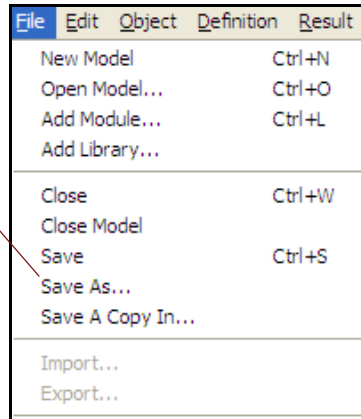 File Edit Object Definition Result
New Model Ctrl+N
Open Model... Ctrl+O
Add Module... Ctrl+L
Add Library...
Close Ctrl+W
Close Model
Save Ctrl+S
Save As...
Save A Copy In...
Import...
Export...